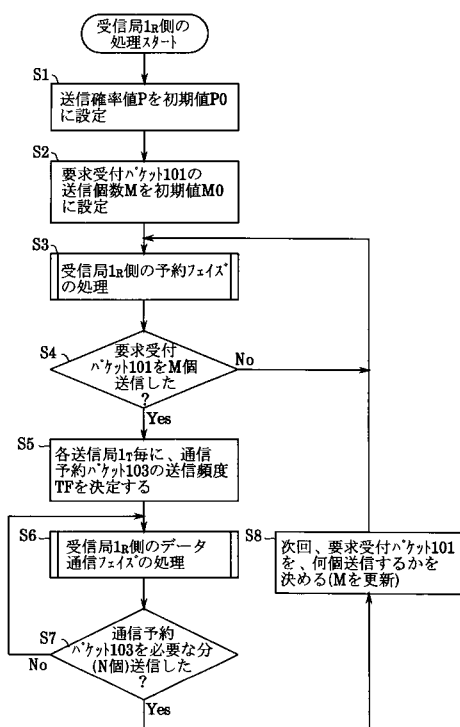 受信局1R側の
処理スタート
S1
送信確率値Pを初期値P0
に設定
S2
要求受付パケット101の
送信個数Mを初期値M0
に設定
S3
受信局1R側の予約フェイズ
の処理
S4
要求受付
パケット101をM個
送信した
?
No
Yes
S5
各送信局1T毎に、通信
予約パケット103の送信頻度
TFを決定する
S6
受信局1R側のデータ
通信フェイズの処理
S8
次回、要求受付パケット101
を、何個送信するかを
決める(Mを更新)
S7
通信予約
パケット103を必要な分
(N個)送信した
?
No
Yes